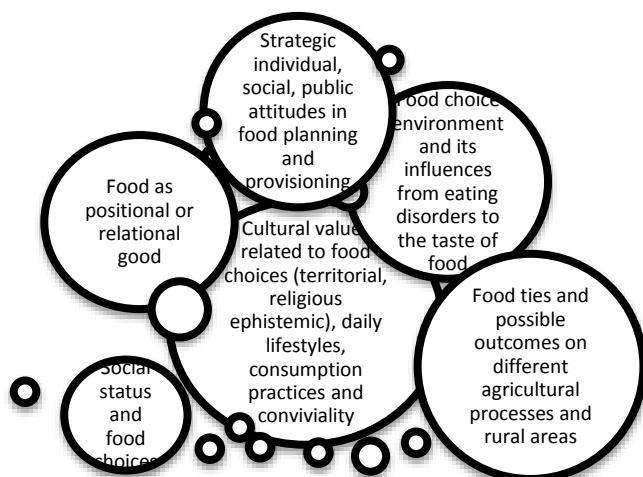 Strategic
individual,
social, public
attitudes in
food planning
and
provisioning
Food choice
environment
and its
influences
from eating
disorders to
the taste of
food
Food as
positional or
relational
good
Cultural value
related to food
choices (territorial,
religious
ephistemic), daily
lifestyles,
consumption
practices and
conviviality
Food ties and
possible
outcomes on
different
agricultural
processes and
rural areas
Social
status
and
food
choices